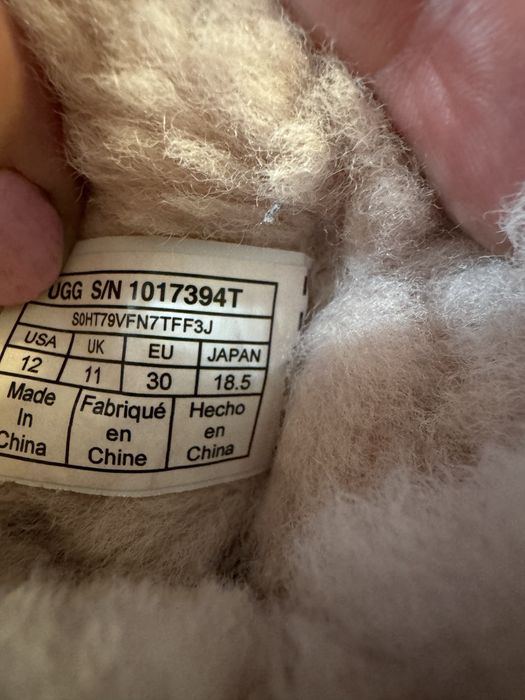 UGG S/N 1017394T
S0HT79VFN7TFF3J
USA UK EU JAPAN
12 11 30 18.5
Made In China
Fabriqué en Chine
Hecho en China